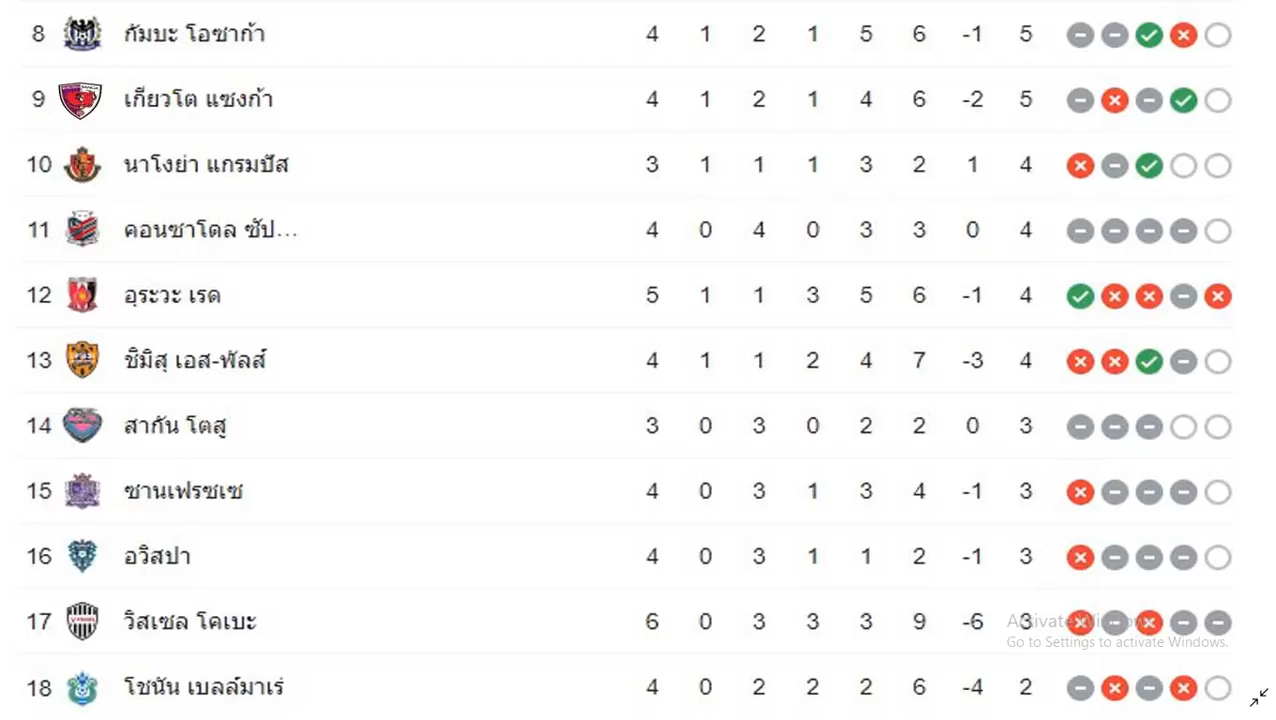 8 กัมบะ โอซาก้า 4 1 2 1 5 6 -1 5
9 เกียวโต แซงก้า 4 1 2 1 4 6 -2 5
10 นาโงย่า แกรมปัส 3 1 1 1 3 2 1 4
11 คอนซาโดล ซัป... 4 0 4 0 3 3 0 4
12 อุระวะ เรด 5 1 1 3 5 6 -1 4
13 ชิมิสุ เอส-พัลส์ 4 1 1 2 4 7 -3 4
14 สากัน โตสู 3 0 3 0 2 2 0 3
15 ซานเฟรซเซ 4 0 3 1 3 4 -1 3
16 อวิสปา 4 0 3 1 1 2 -1 3
17 วิสเซล โคเบะ 6 0 3 3 3 9 -6 3
Activate Windows
Go to Settings to activate Windows.
18 โชนัน เบลล์มาเร่ 4 0 2 2 2 6 -4 2